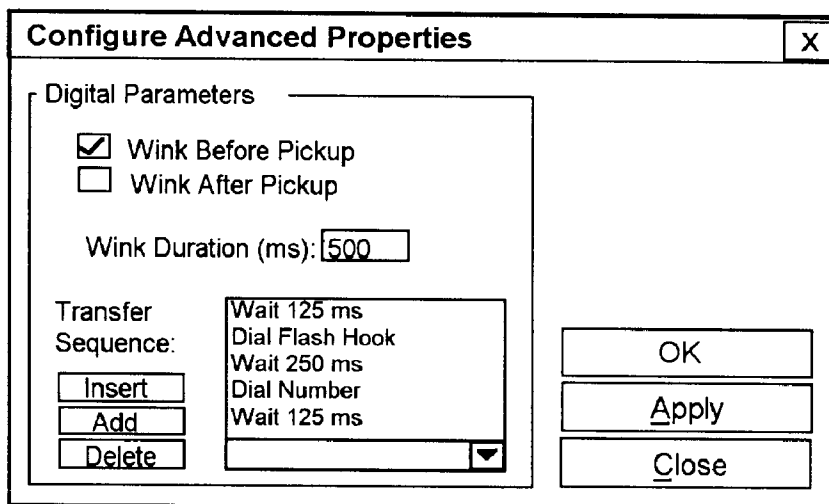 Configure Advanced Properties X
Digital Parameters
Wink Before Pickup
Wink After Pickup
Wink Duration (ms): 500
Transfer
Sequence:
Wait 125 ms
Dial Flash Hook
Wait 250 ms
Dial Number
Wait 125 ms
Insert
Add
Delete
OK
Apply
Close